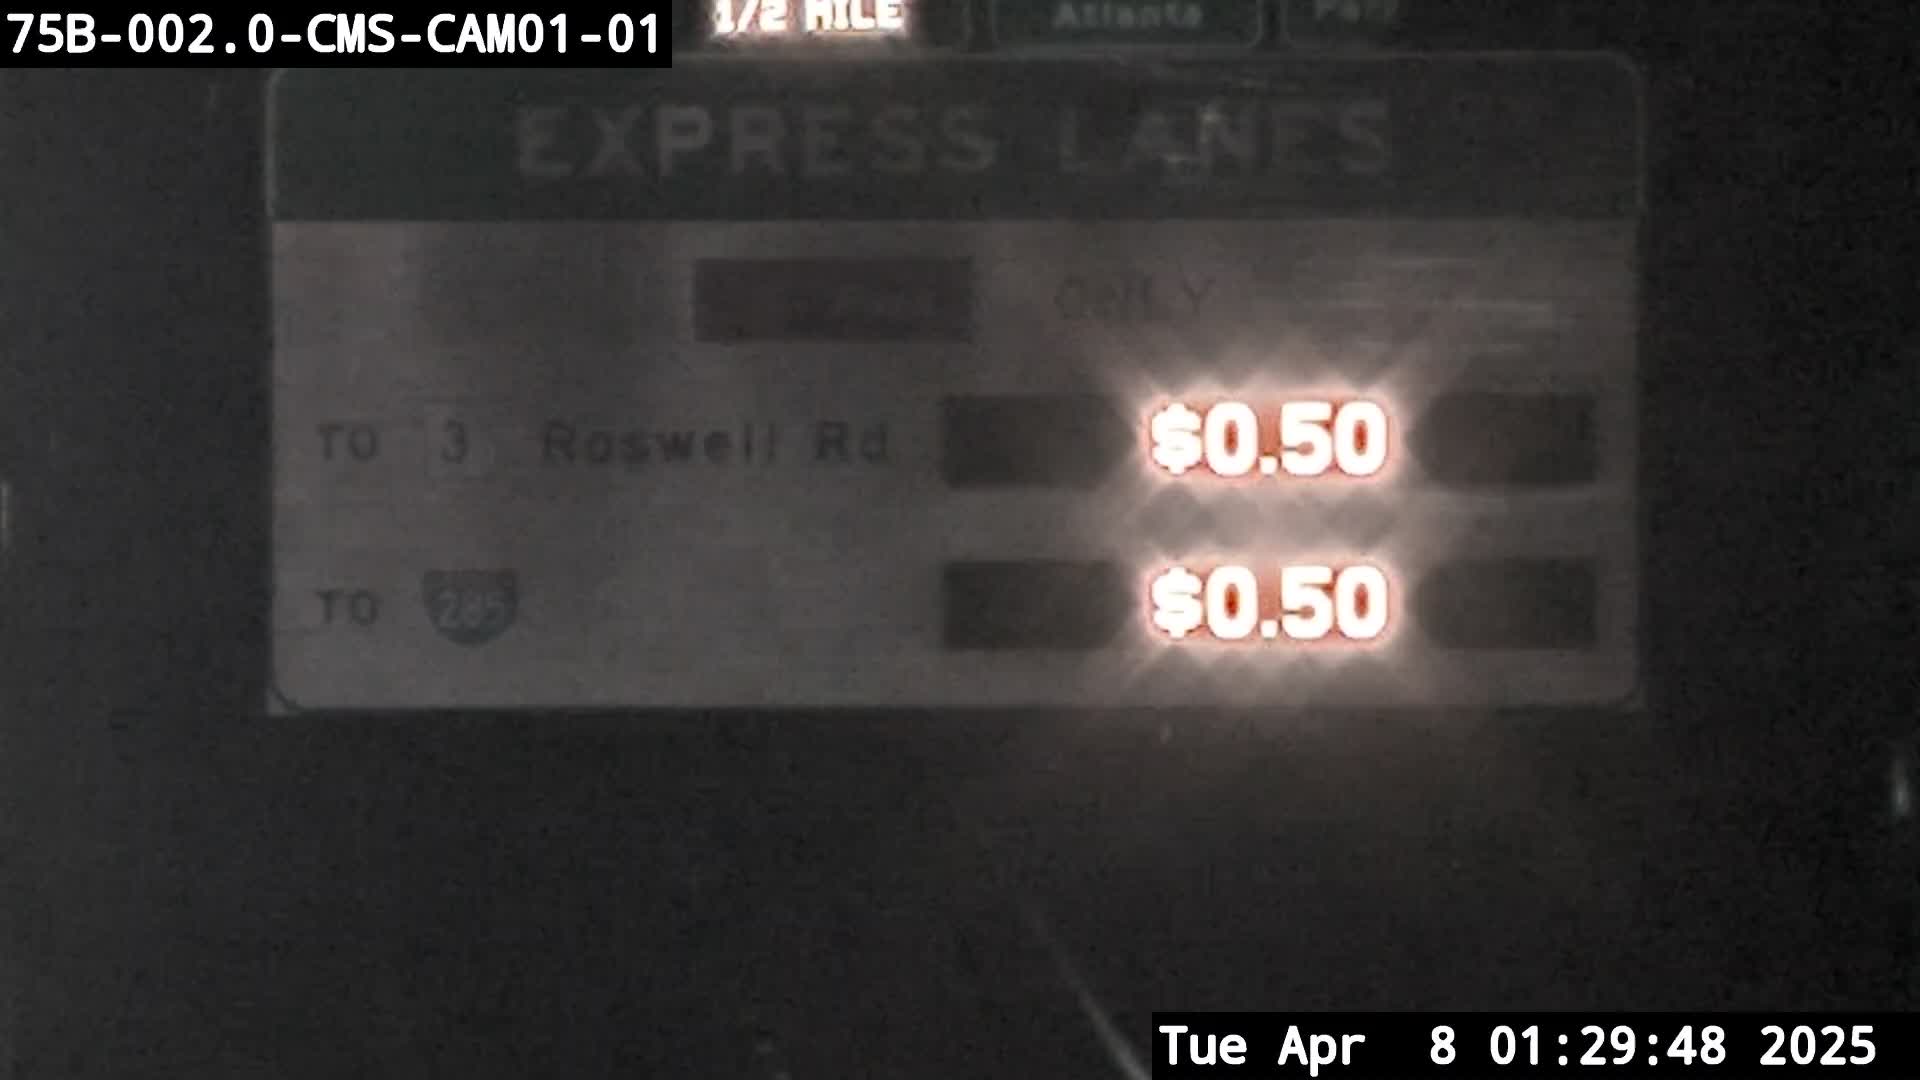 75B-002.0-CMS-CAM01-01
1/2 MILE
Atlanta
EXPRESS LANES
ONLY
TO 3 Roswell Rd $0.50
TO 285 $0.50
Tue Apr 8 01:29:48 2025